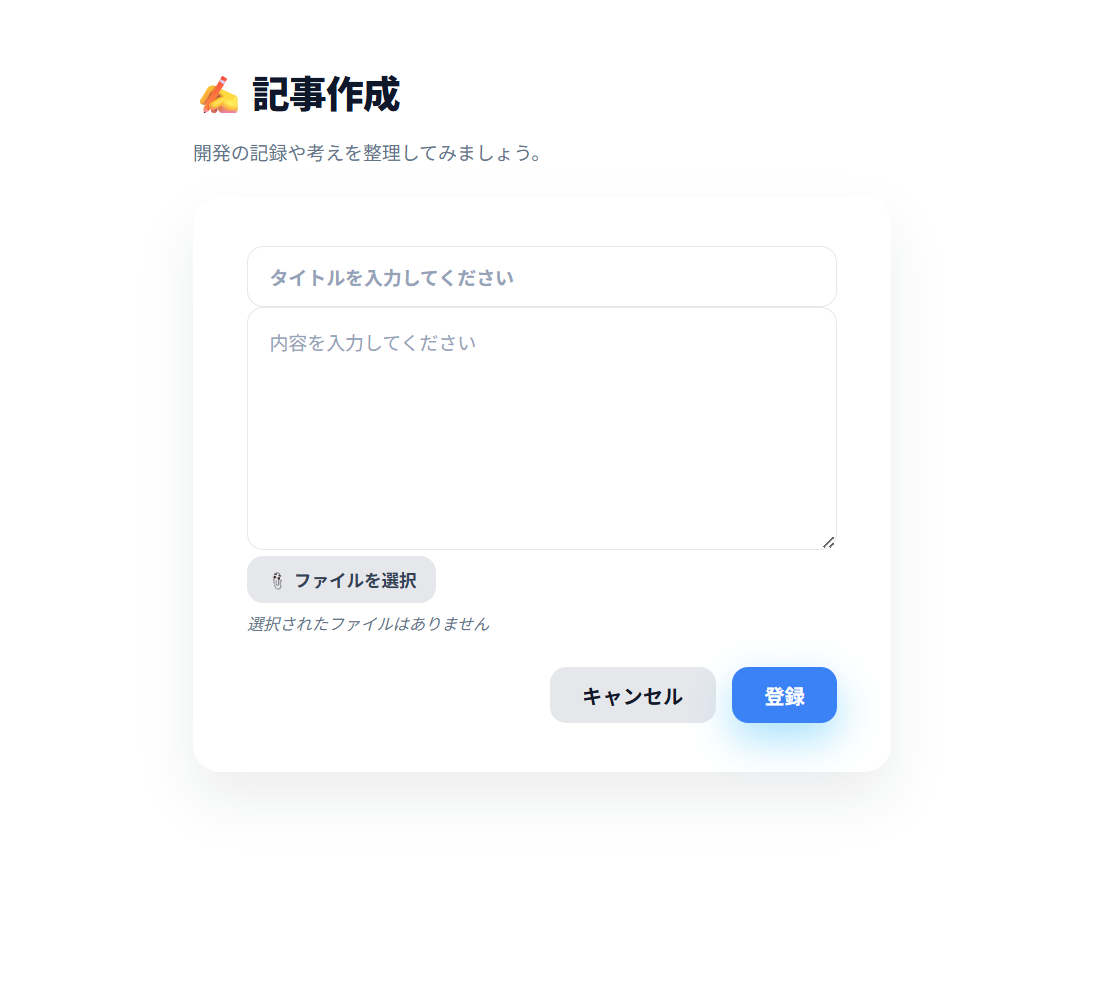 ✍️ 記事作成
開発の記録や考えを整理してみましょう。
タイトルを入力してください
内容を入力してください
ファイルを選択
選択されたファイルはありません
キャンセル
登録